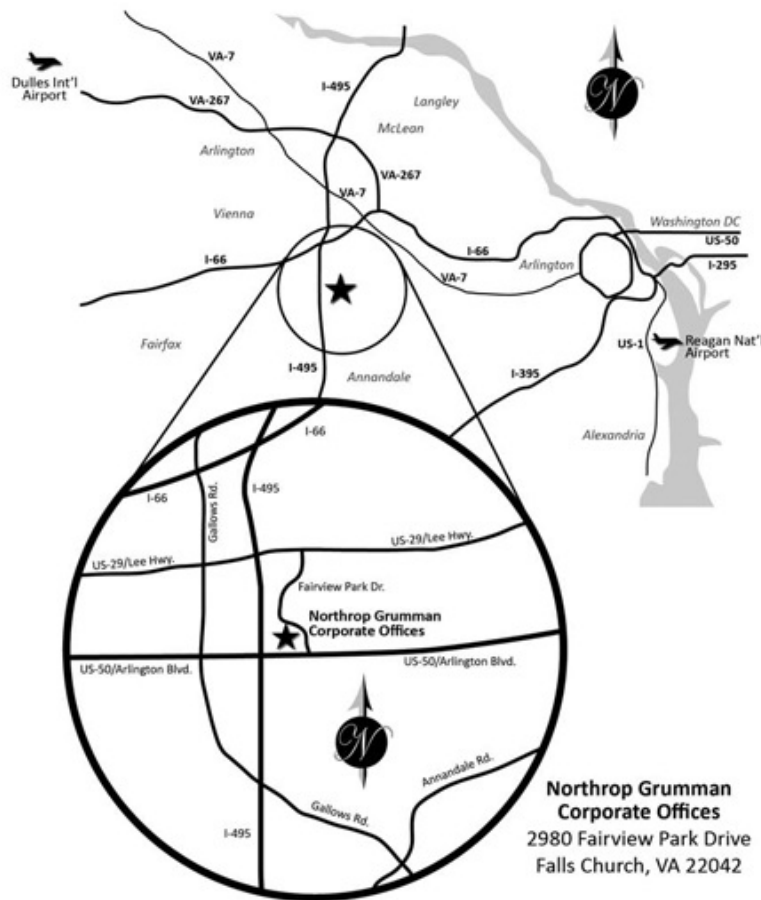 VA-7
I-495
Dulles Int'l
Airport
VA-267
Langley
McLean
Arlington
VA-267
VA-7
Vienna
Washington DC
US-50
I-66
I-66
Arlington
I-295
VA-7
Fairfax
US-1
Reagan Nat'l
Airport
I-495
Annandale
I-395
Alexandria
I-66
I-66
I-495
Gallows Rd.
US-29/Lee Hwy.
US-29/Lee Hwy.
Fairview Park Dr.
Northrop Grumman
Corporate Offices
US-50/Arlington Blvd.
US-50/Arlington Blvd.
N
N
Annandale Rd.
Gallows Rd.
I-495
Northrop Grumman
Corporate Offices
2980 Fairview Park Drive
Falls Church, VA 22042